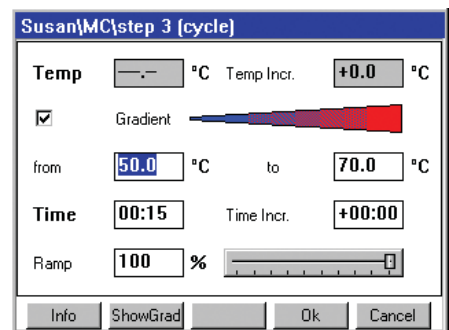 Susan\MC\step 3 (cycle)
Temp —.– °C Temp Incr. +0.0 °C
Gradient
from 50.0 °C to 70.0 °C
Time 00:15 Time Incr. +00:00
Ramp 100 %
Info ShowGrad Ok Cancel